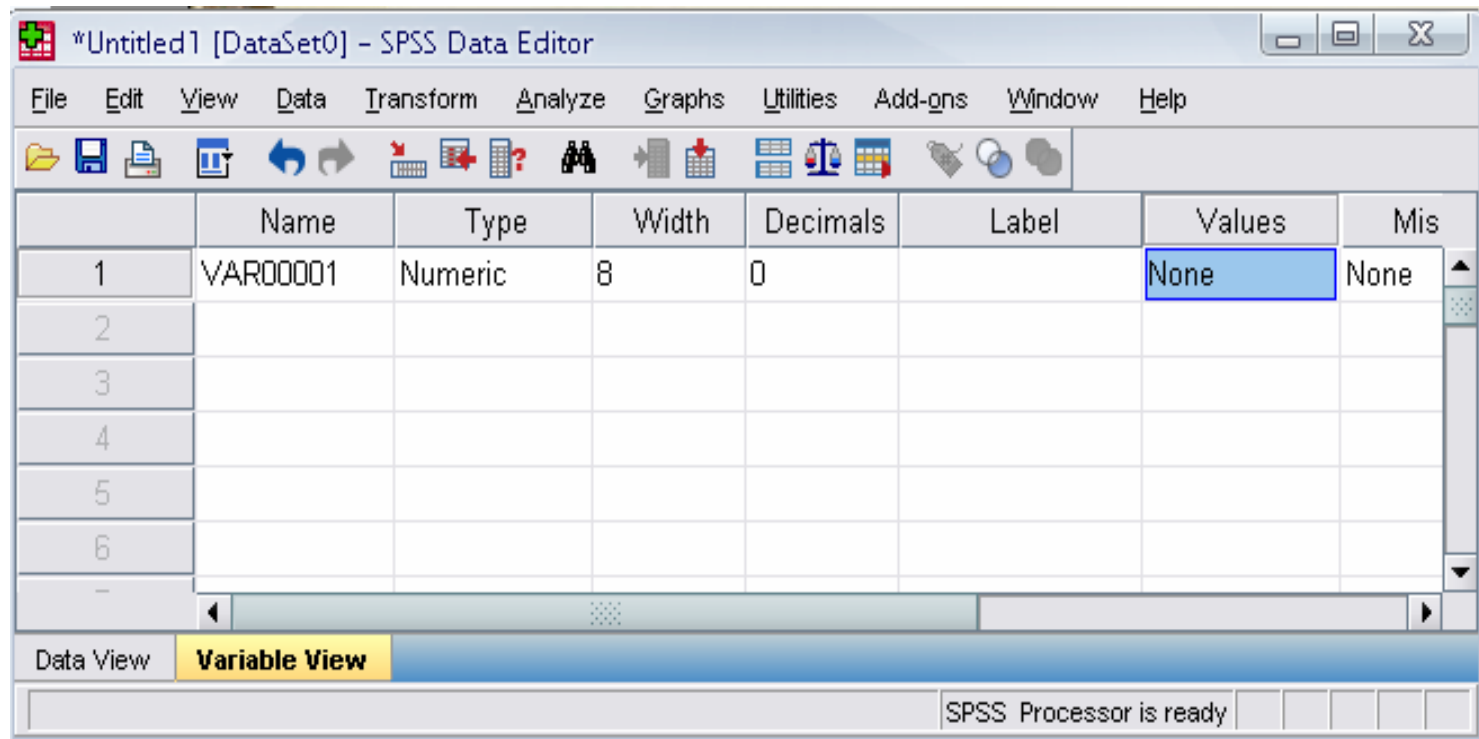 *Untitled1 [DataSet0] - SPSS Data Editor
File Edit View Data Transform Analyze Graphs Utilities Add-ons Window Help
Name Type Width Decimals Label Values Mis
1 VAR00001 Numeric 8 0 None None
2
3
4
5
6
Data View Variable View
SPSS Processor is ready